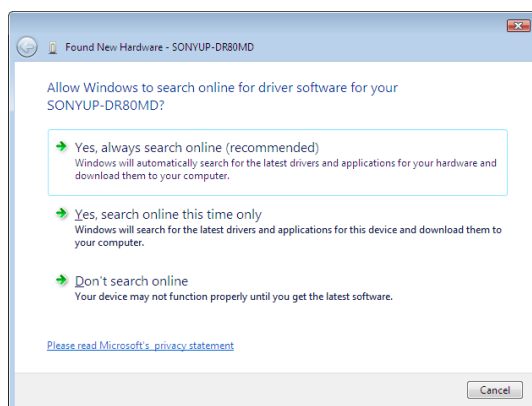 Found New Hardware - SONYUP-DR80MD
Allow Windows to search online for driver software for your
SONYUP-DR80MD?
Yes, always search online (recommended)
Windows will automatically search for the latest drivers and applications for your hardware and
download them to your computer.
Yes, search online this time only
Windows will search for the latest drivers and applications for this device and download them to
your computer.
Don't search online
Your device may not function properly until you get the latest software.
Please read Microsoft's privacy statement
Cancel